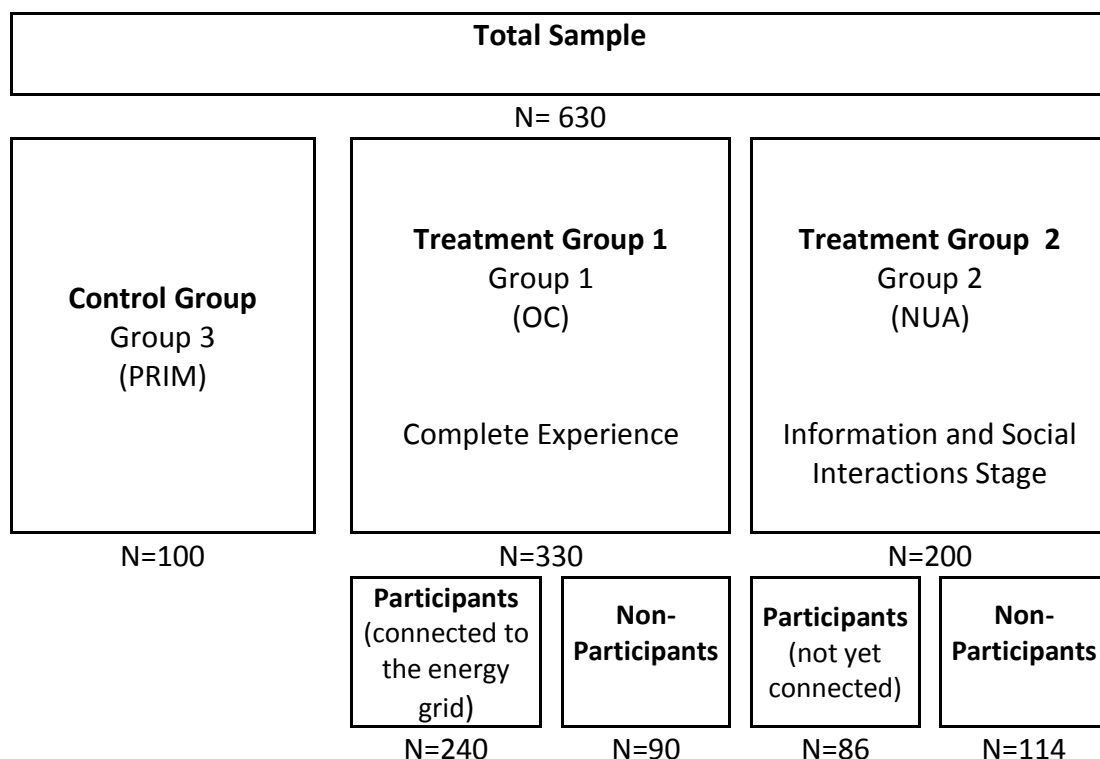 Total Sample
N= 630
Control Group
Group 3
(PRIM)
N=100
Treatment Group 1
Group 1
(OC)
Complete Experience
N=330
Treatment Group  2
Group 2
(NUA)
Information and Social
Interactions Stage
N=200
Participants
(connected to
the energy
grid)
N=240
Non-
Participants
N=90
Participants
(not yet
connected)
N=86
Non-
Participants
N=114